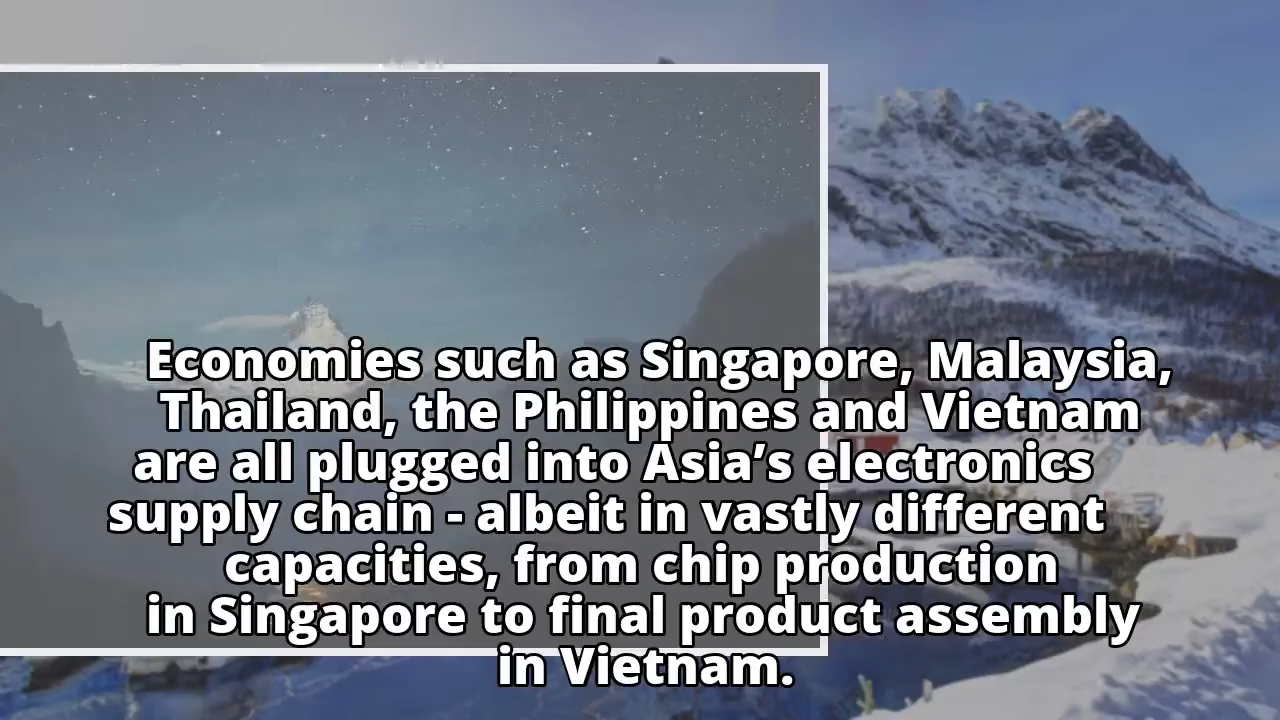 Economies such as Singapore, Malaysia,
Thailand, the Philippines and Vietnam
are all plugged into Asia’s electronics
supply chain - albeit in vastly different
capacities, from chip production
in Singapore to final product assembly
in Vietnam.